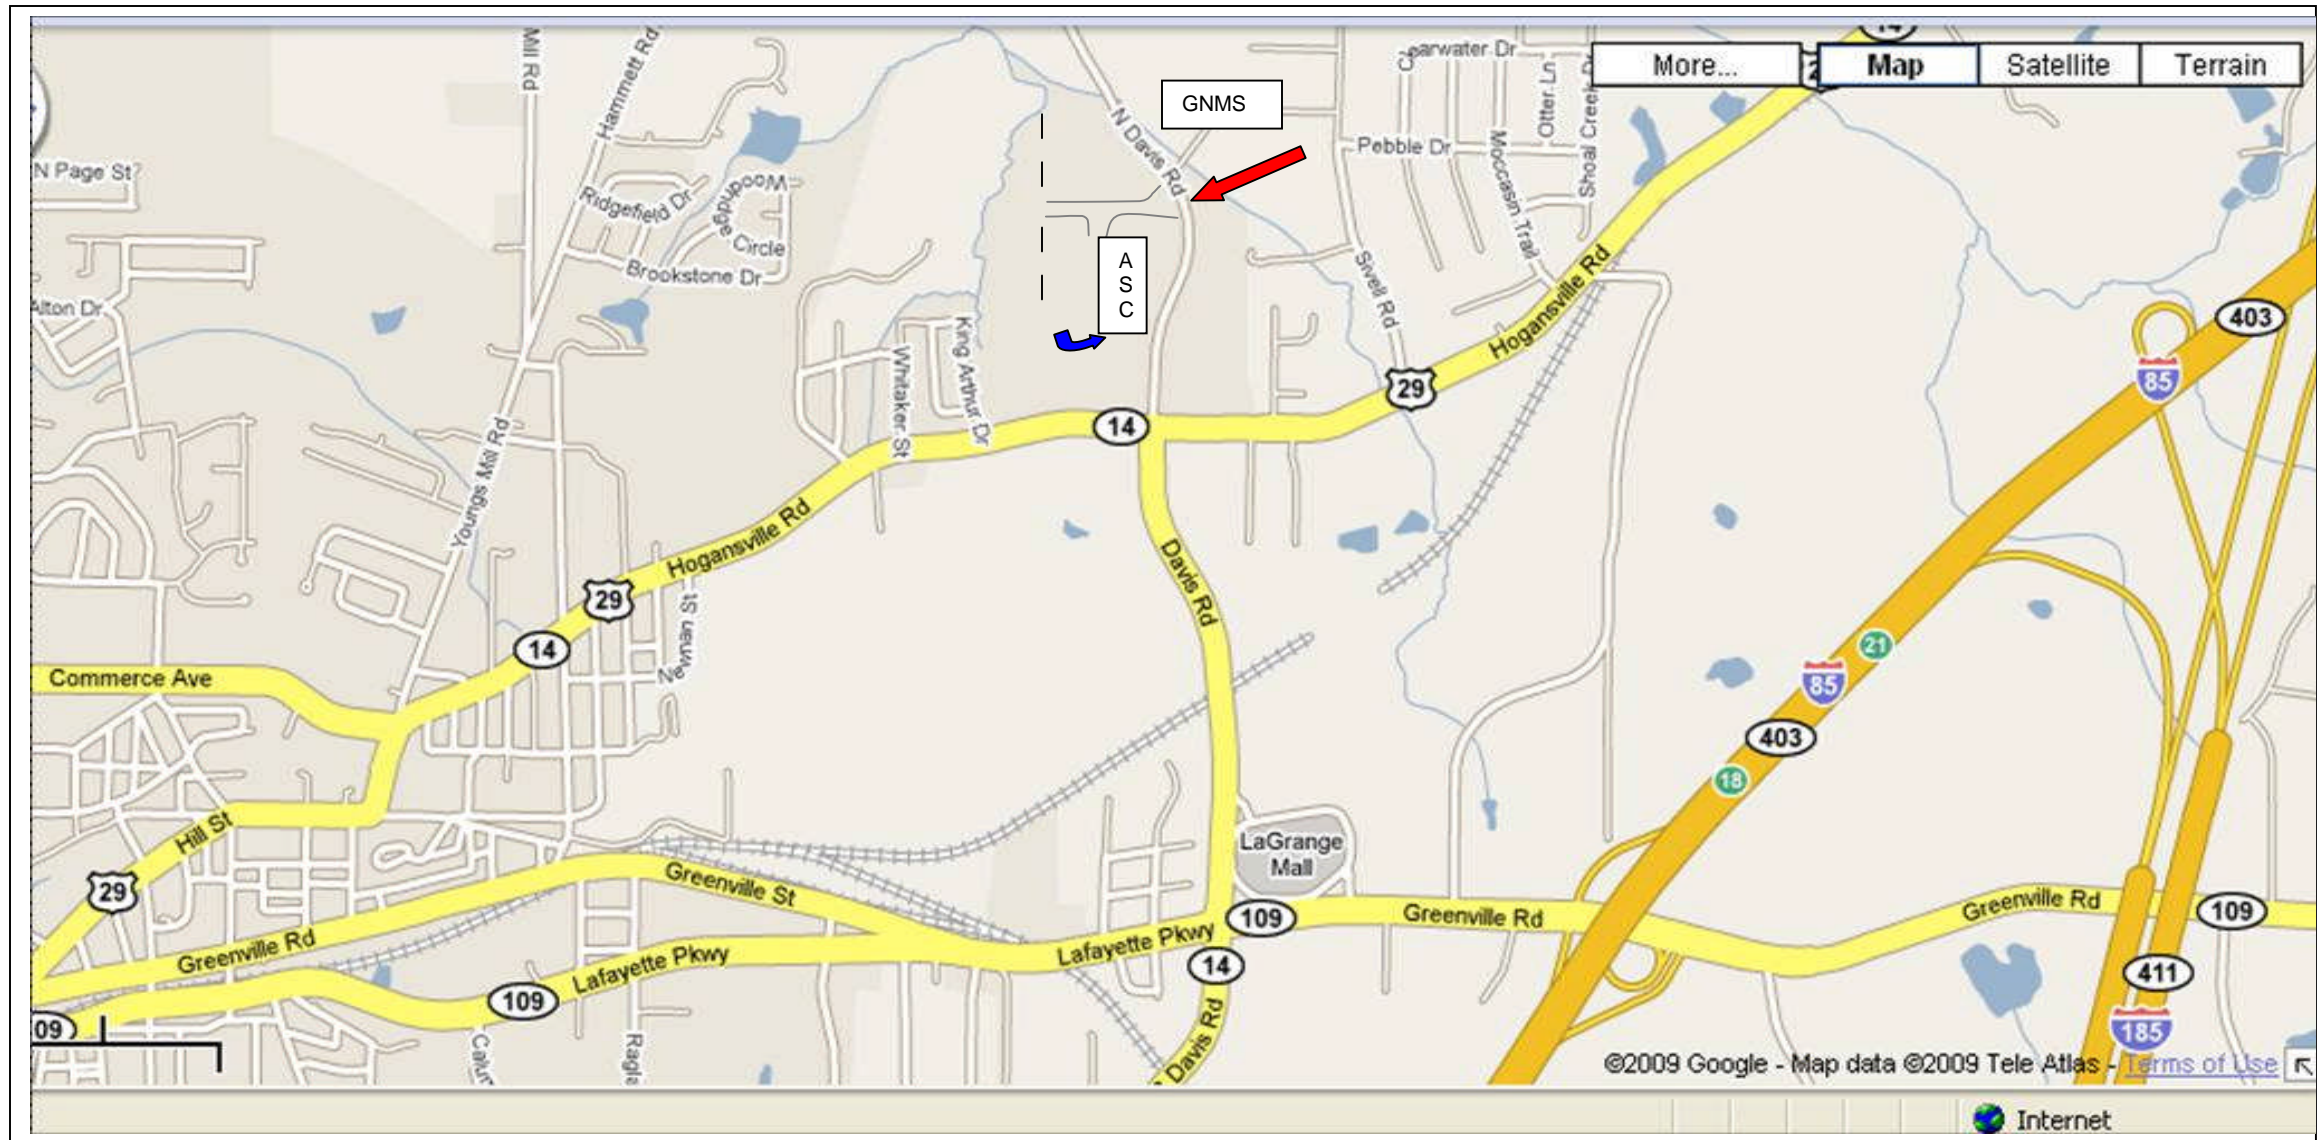 Mill Rd
Hammett Rd
Pebble Dr
Otter Ln
Moccasin Trail
More...
Map
Satellite
Terrain
14
GNMS
N Davis Rd
N Page St
Ridgefield Dr
Woodridge Circle
Brookstone Dr
A
S
C
Sivell Rd
Hogansville Rd
403
85
Alton Dr
King Arthur Dr
Whitaker St
29
14
Youngs Mill Rd
Hogansville Rd
Davis Rd
29
14
Newnan St
21
85
403
18
Commerce Ave
Hill St
LaGrange
Mall
29
Greenville St
109
Greenville Rd
Greenville Rd
109
Greenville Rd
Lafayette Pkwy
Lafayette Pkwy
14
109
411
185
09
Davis Rd
©2009 Google - Map data ©2009 Tele Atlas - Terms of Use
Internet